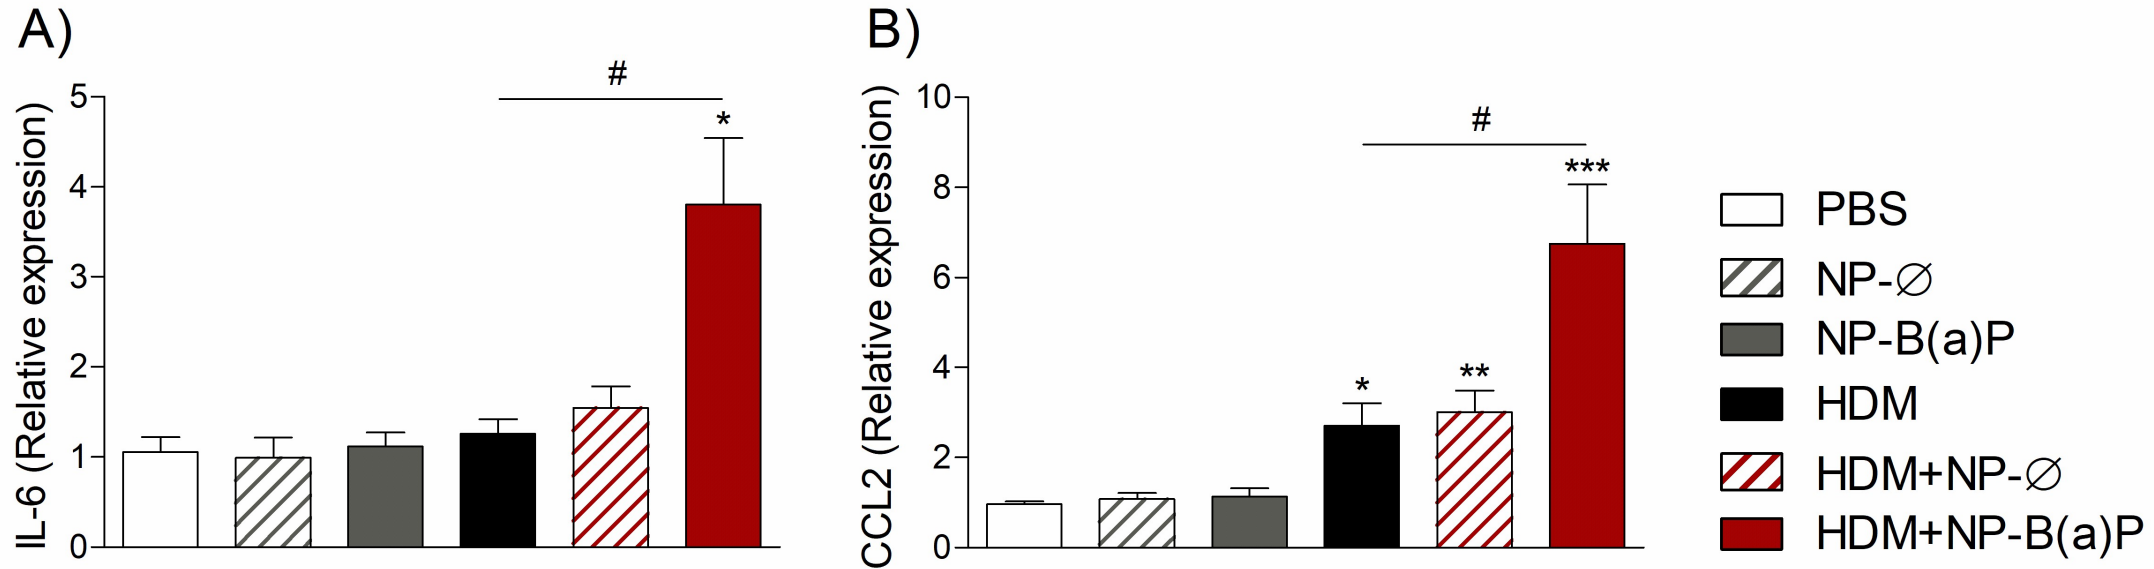 A)
IL-6 (Relative expression)
5
4
3
2
1
0
#
*
B)
CCL2 (Relative expression)
10
8
6
4
2
0
#
*
**
***
PBS
NP-∅
NP-B(a)P
HDM
HDM+NP-∅
HDM+NP-B(a)P